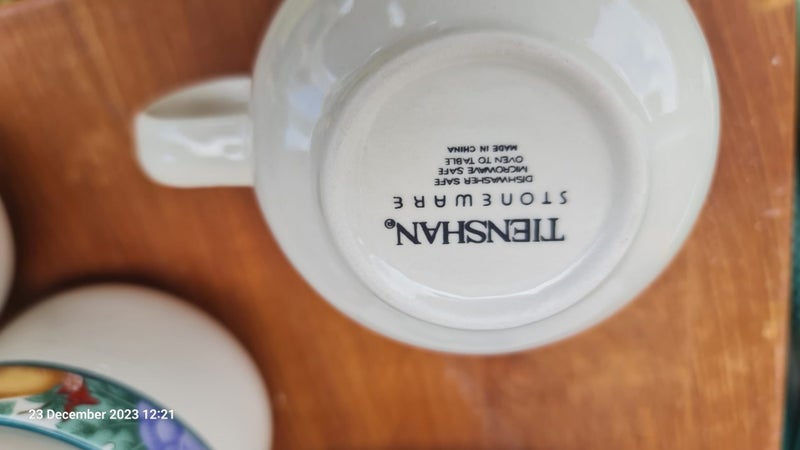 TIENSHAN®
STONEWARE
DISHWASHER SAFE
MICROWAVE SAFE
OVEN TO TABLE
MADE IN CHINA
23 December 2023 12:21